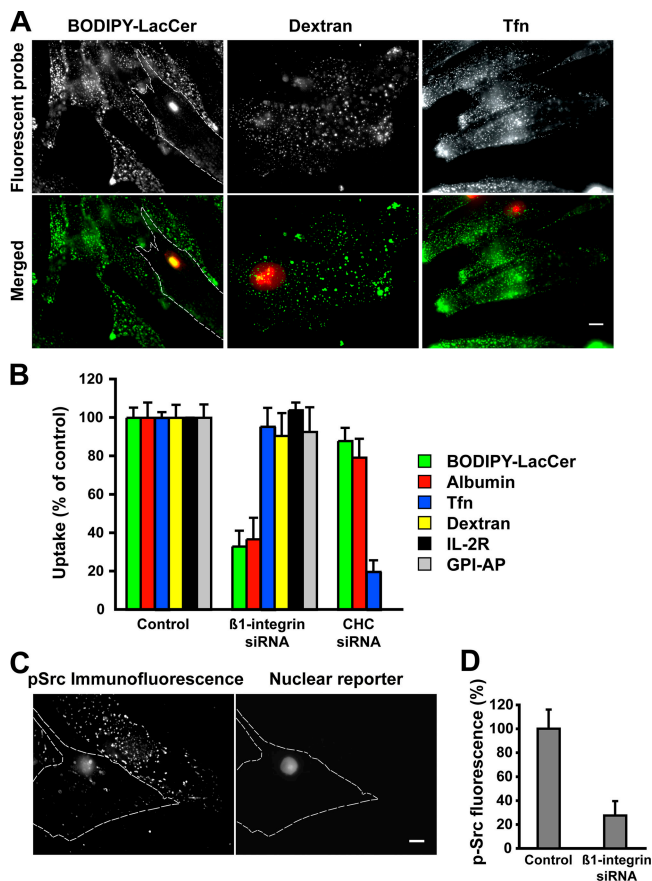 A
BODIPY-LacCer
Dextran
Tfn
Fluorescent probe
Merged
B
Uptake (% of control)
120
100
80
60
40
20
0
Control
ß1-integrin
siRNA
CHC
siRNA
BODIPY-LacCer
Albumin
Tfn
Dextran
IL-2R
GPI-AP
C
pSrc Immunofluorescence
Nuclear reporter
D
p-Src fluorescence (%)
120
100
80
60
40
20
0
Control
ß1-integrin
siRNA